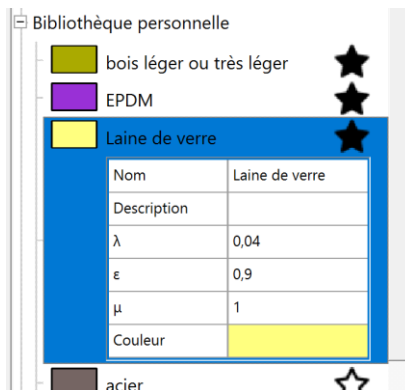 Bibliothèque personnelle
bois léger ou très léger
EPDM
Laine de verre
Nom Laine de verre
Description
λ 0,04
ε 0,9
μ 1
Couleur
acier